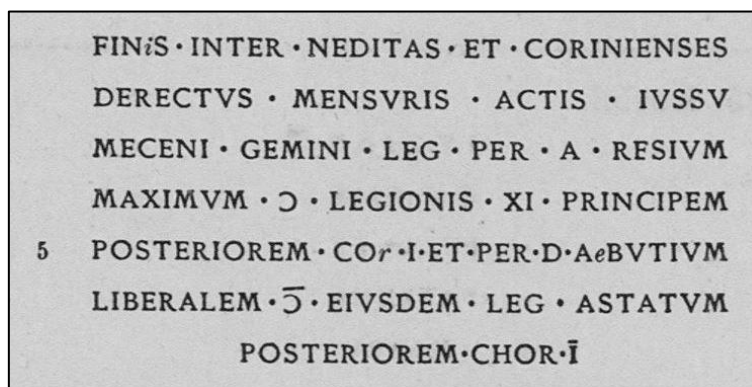 FINiS · INTER · NEDITAS · ET · CORINIENSES
DERECTVS · MENSVRIS · ACTIS · IVSSV
MECENI · GEMINI · LEG · PER · A · RESIVM
MAXIMVM · Ɔ · LEGIONIS · XI · PRINCIPEM
5 POSTERIOREM · COr · I · ET · PER · D · AeBVTIVM
LIBERALEM · Ɔ̅ · EIVSDEM · LEG · ASTATVM
POSTERIOREM · CHOR · Ī